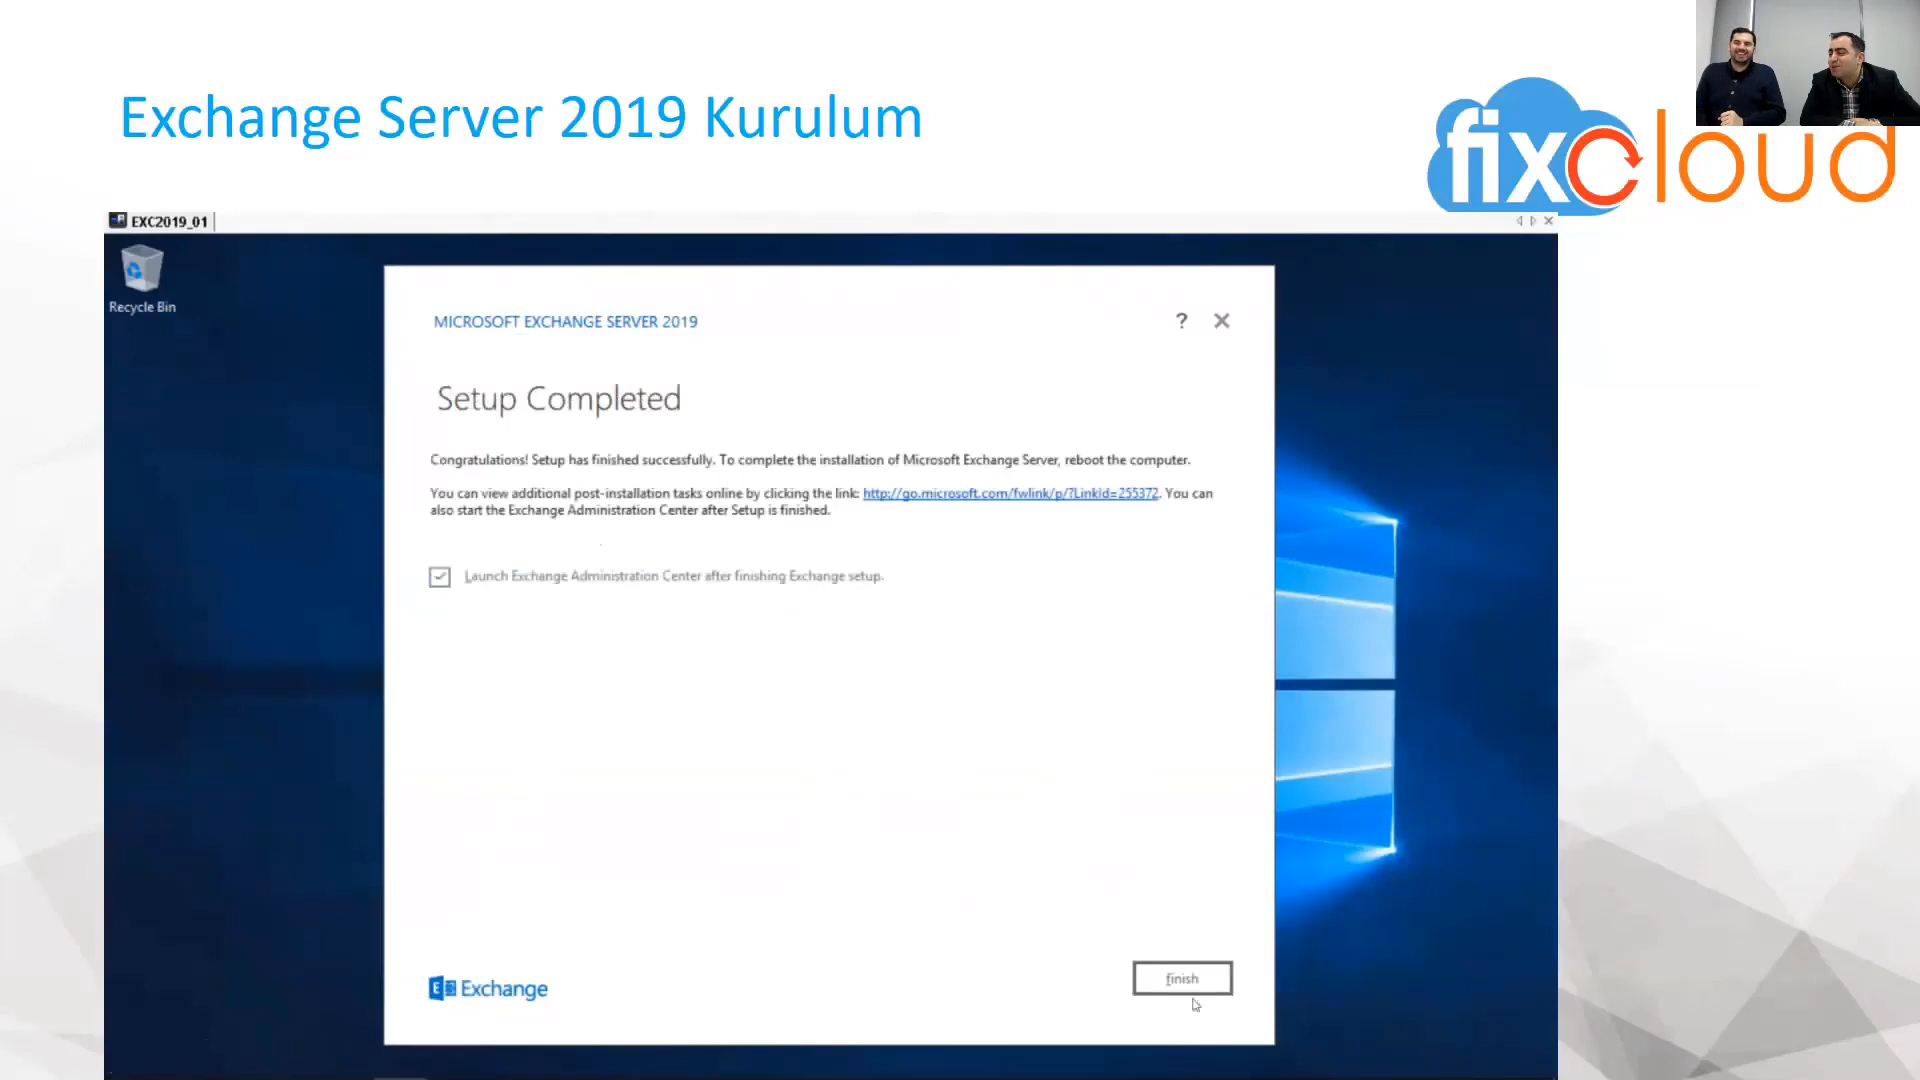 Exchange Server 2019 Kurulum
fixcloud
EXC2019_01
Recycle Bin
MICROSOFT EXCHANGE SERVER 2019
?
Setup Completed
Congratulations! Setup has finished successfully. To complete the installation of Microsoft Exchange Server, reboot the computer.
You can view additional post-installation tasks online by clicking the link: http://go.microsoft.com/fwlink/p/?LinkId=255372. You can
also start the Exchange Administration Center after Setup is finished.
Launch Exchange Administration Center after finishing Exchange setup.
Exchange
finish